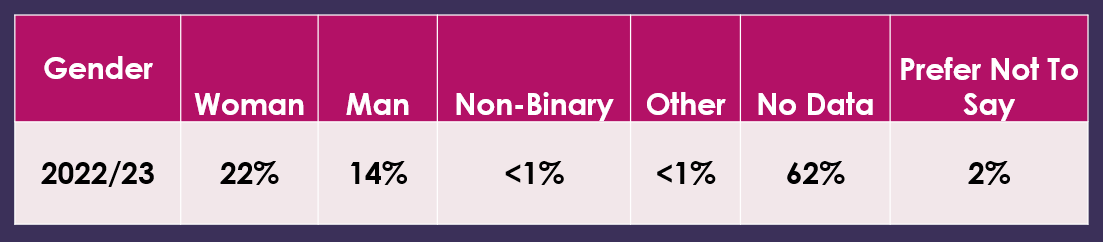 Gender Woman Man Non-Binary Other No Data Prefer Not To Say
2022/23 22% 14% <1% <1% 62% 2%